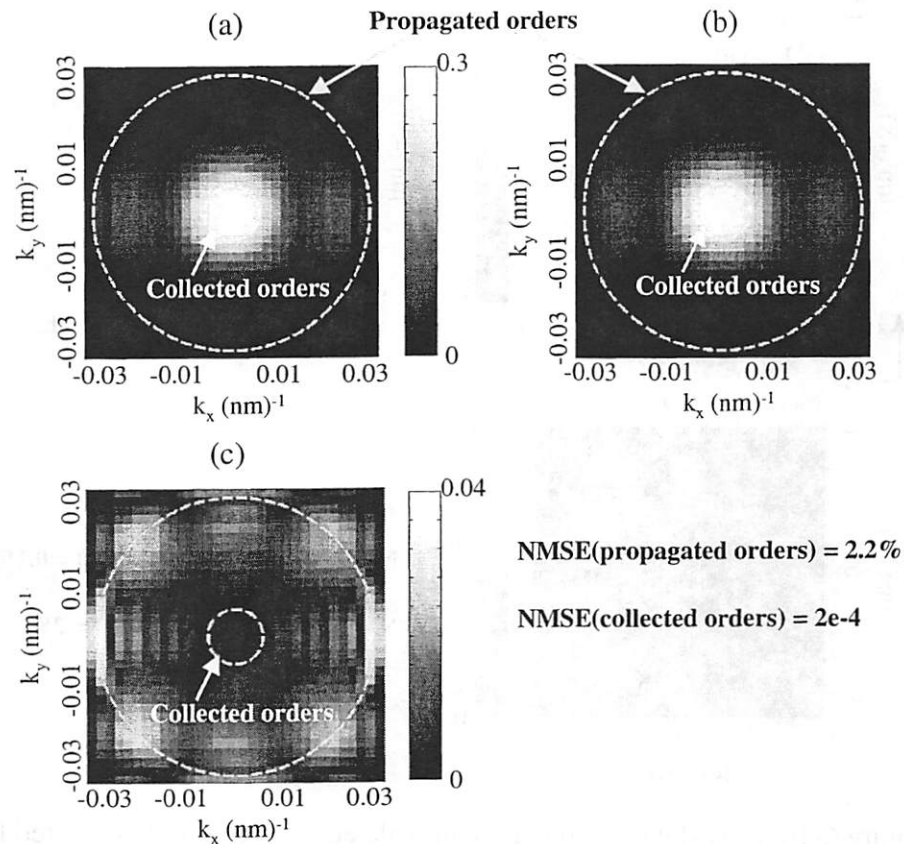 Propagated orders
(a)
(b)
0.03
0.01
-0.01
-0.03
k_y (nm)^-1
Collected orders
-0.03 -0.01 0.01 0.03
k_x (nm)^-1
0.3
0
0.03
0.01
-0.01
-0.03
k_y (nm)^-1
Collected orders
-0.03 -0.01 0.01 0.03
k_x (nm)^-1
(c)
0.03
0.01
-0.01
-0.03
k_y (nm)^-1
Collected orders
-0.03 -0.01 0.01 0.03
k_x (nm)^-1
0.04
0
NMSE(propagated orders) = 2.2%
NMSE(collected orders) = 2e-4